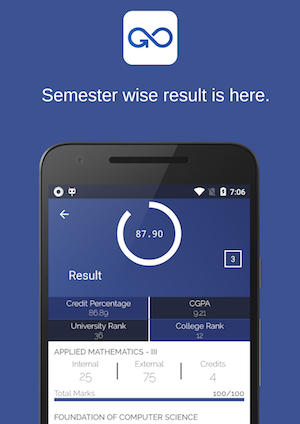 GO
Semester wise result is here.
7:06
87.90
3
Result
Credit Percentage
86.89
CGPA
9.21
University Rank
36
College Rank
12
APPLIED MATHEMATICS - III
Internal External Credits
25 75 4
Total Marks 100/100
FOUNDATION OF COMPUTER SCIENCE